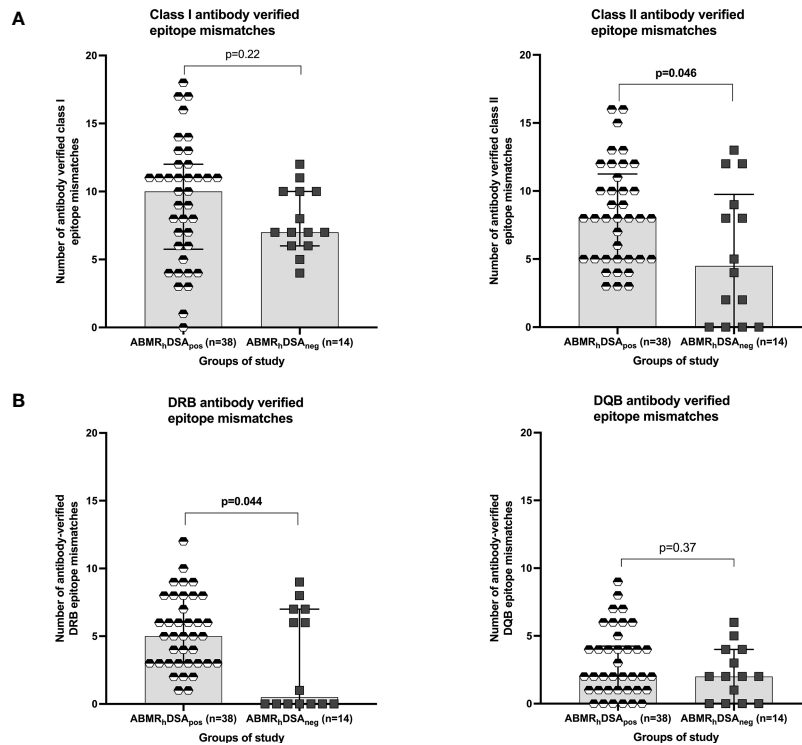 A
Class I antibody verified
epitope mismatches
p=0.22
20
15
10
5
0
Number of antibody verified class I
epitope mismatches
ABMRhDSApos (n=38) ABMRhDSAneg (n=14)
Groups of study
Class II antibody verified
epitope mismatches
p=0.046
20
15
10
5
0
Number of antibody verified class II
epitope mismatches
ABMRhDSApos (n=38) ABMRhDSAneg (n=14)
Groups of study
B
DRB antibody verified
epitope mismatches
p=0.044
20
15
10
5
0
Number of antibody-verified
DRB epitope mismatches
ABMRhDSApos (n=38) ABMRhDSAneg (n=14)
Groups of study
DQB antibody verified
epitope mismatches
p=0.37
20
15
10
5
0
Number of antibody-verified
DQB epitope mismatches
ABMRhDSApos (n=38) ABMRhDSAneg (n=14)
Groups of study